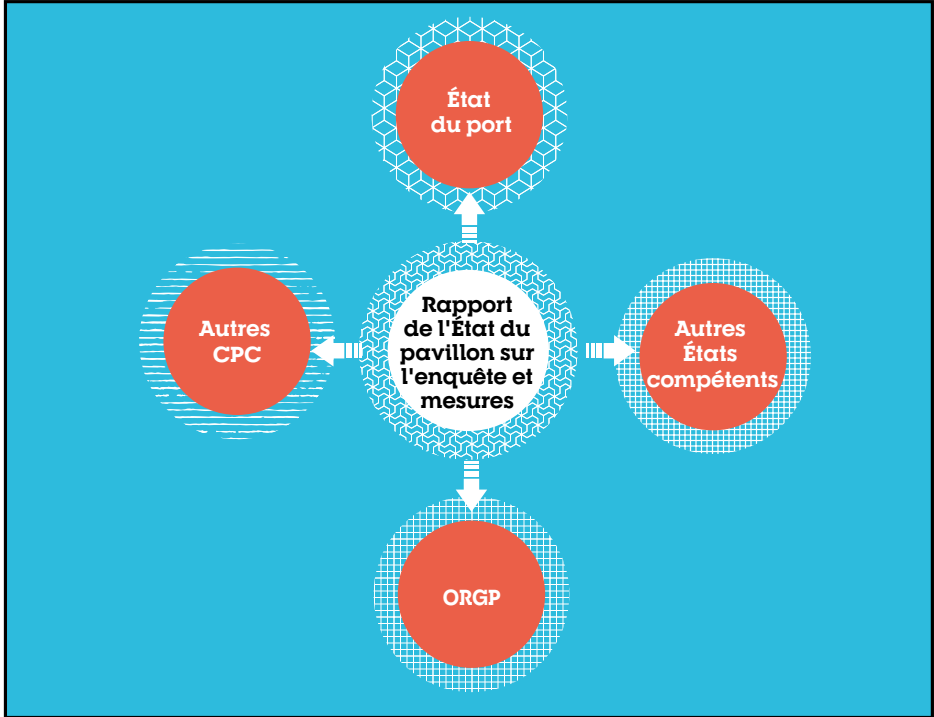 État
du port
Autres
CPC
Rapport
de l'État du
pavillon sur
l'enquête et
mesures
Autres
États
compétents
ORGP